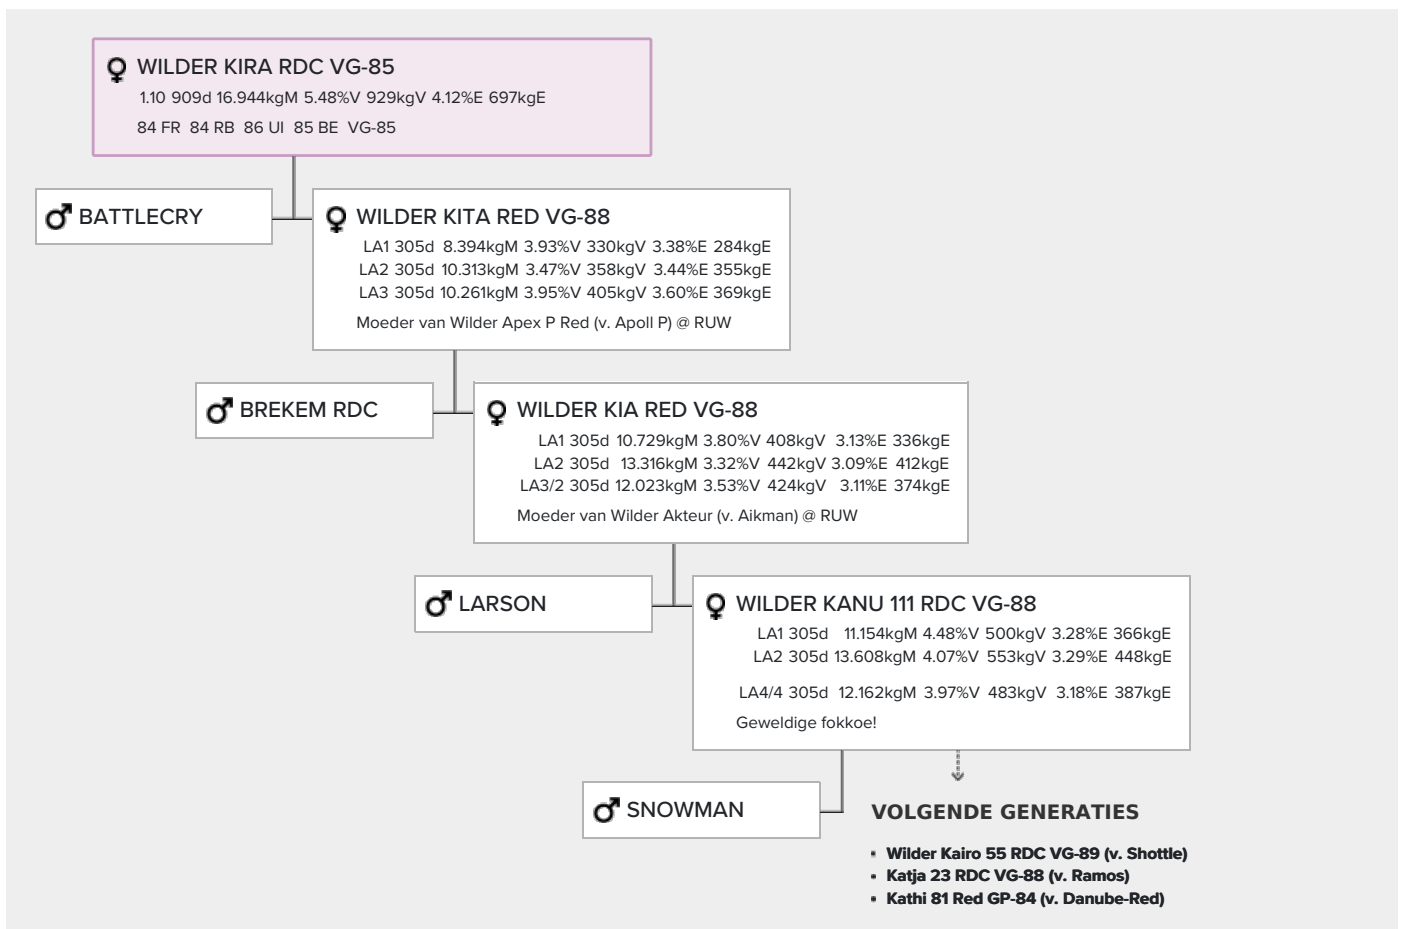 WILDER KIRA RDC VG-85
1.10 909d 16.944kgM 5.48%V 929kgV 4.12%E 697kgE
84 FR 84 RB 86 UI 85 BE VG-85
BATTLECRY
WILDER KITA RED VG-88
LA1 305d 8.394kgM 3.93%V 330kgV 3.38%E 284kgE
LA2 305d 10.313kgM 3.47%V 358kgV 3.44%E 355kgE
LA3 305d 10.261kgM 3.95%V 405kgV 3.60%E 369kgE
Moeder van Wilder Apex P Red (v. Apoll P) @ RUW
BREKEM RDC
WILDER KIA RED VG-88
LA1 305d 10.729kgM 3.80%V 408kgV 3.13%E 336kgE
LA2 305d 13.316kgM 3.32%V 442kgV 3.09%E 412kgE
LA3/2 305d 12.023kgM 3.53%V 424kgV 3.11%E 374kgE
Moeder van Wilder Akteur (v. Aikman) @ RUW
LARSON
WILDER KANU 111 RDC VG-88
LA1 305d 11.154kgM 4.48%V 500kgV 3.28%E 366kgE
LA2 305d 13.608kgM 4.07%V 553kgV 3.29%E 448kgE
LA4/4 305d 12.162kgM 3.97%V 483kgV 3.18%E 387kgE
Geweldige fokkoe!
SNOWMAN
VOLGENDE GENERATIES
Wilder Kairo 55 RDC VG-89 (v. Shottle)
Katja 23 RDC VG-88 (v. Ramos)
Kathi 81 Red GP-84 (v. Danube-Red)